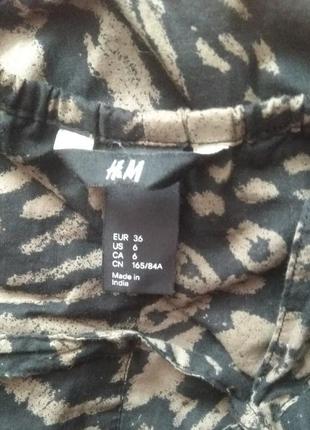 H&M
EUR 36
US 6
CA 6
CN 165/84A
Made in
India